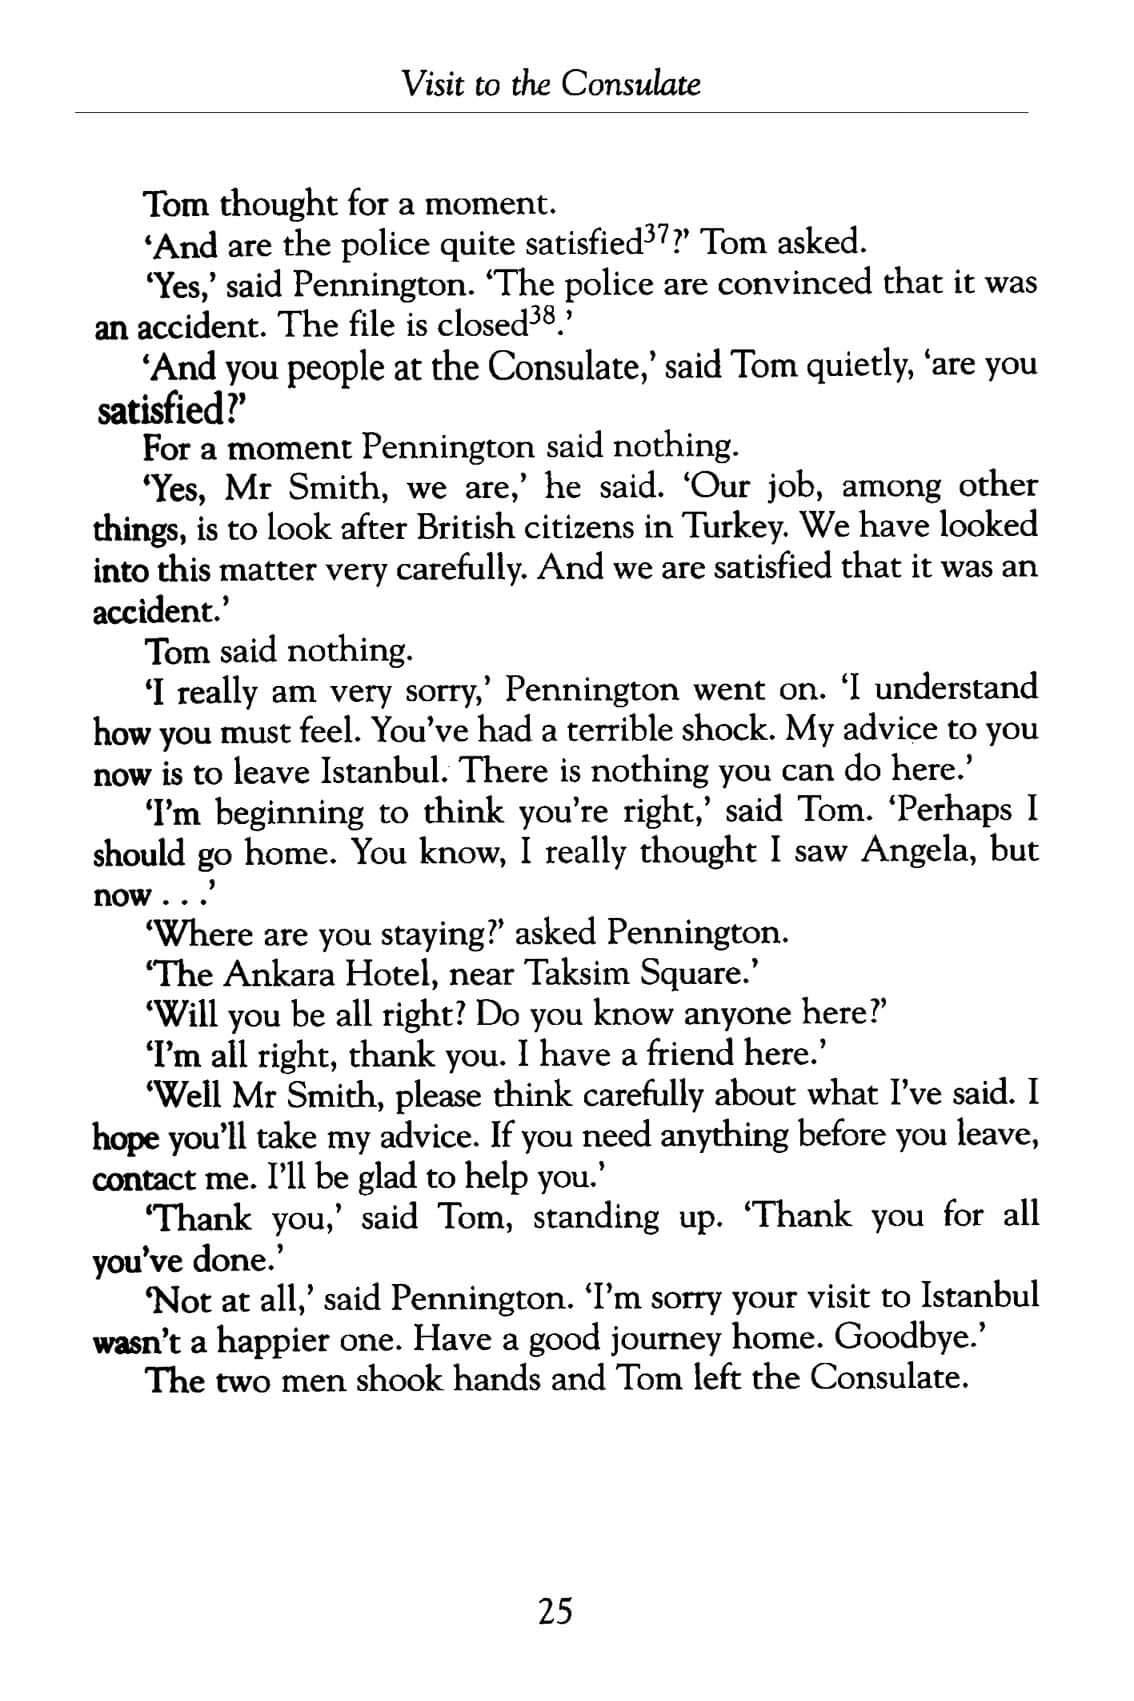 Visit to the Consulate
Tom thought for a moment.
‘And are the police quite satisfied37?’ Tom asked.
‘Yes,’ said Pennington. ‘The police are convinced that it was
an accident. The file is closed38.’
‘And you people at the Consulate,’ said Tom quietly, ‘are you
satisfied?’
For a moment Pennington said nothing.
‘Yes, Mr Smith, we are,’ he said. ‘Our job, among other
things, is to look after British citizens in Turkey. We have looked
into this matter very carefully. And we are satisfied that it was an
accident.’
Tom said nothing.
‘I really am very sorry,’ Pennington went on. ‘I understand
how you must feel. You’ve had a terrible shock. My advice to you
now is to leave Istanbul. There is nothing you can do here.’
‘I’m beginning to think you’re right,’ said Tom. ‘Perhaps I
should go home. You know, I really thought I saw Angela, but
now . . .’
‘Where are you staying?’ asked Pennington.
‘The Ankara Hotel, near Taksim Square.’
‘Will you be all right? Do you know anyone here?’
‘I’m all right, thank you. I have a friend here.’
‘Well Mr Smith, please think carefully about what I’ve said. I
hope you’ll take my advice. If you need anything before you leave,
contact me. I’ll be glad to help you.’
‘Thank you,’ said Tom, standing up. ‘Thank you for all
you’ve done.’
‘Not at all,’ said Pennington. ‘I’m sorry your visit to Istanbul
wasn’t a happier one. Have a good journey home. Goodbye.’
The two men shook hands and Tom left the Consulate.
25